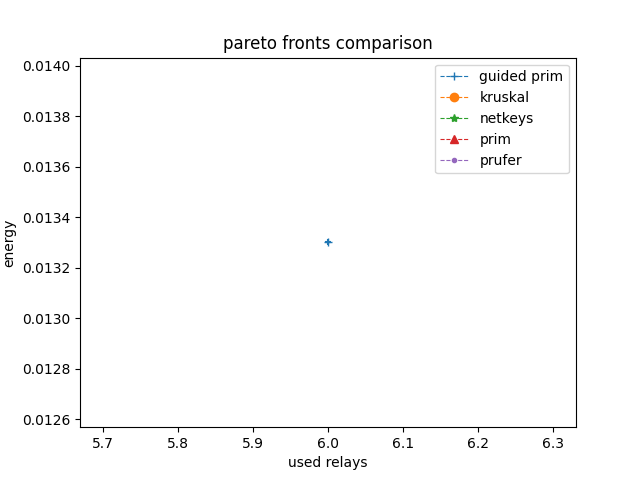 pareto fronts comparison
0.0140
0.0138
0.0136
0.0134
0.0132
0.0130
0.0128
0.0126
energy
guided prim
kruskal
netkeys
prim
prufer
5.7 5.8 5.9 6.0 6.1 6.2 6.3
used relays